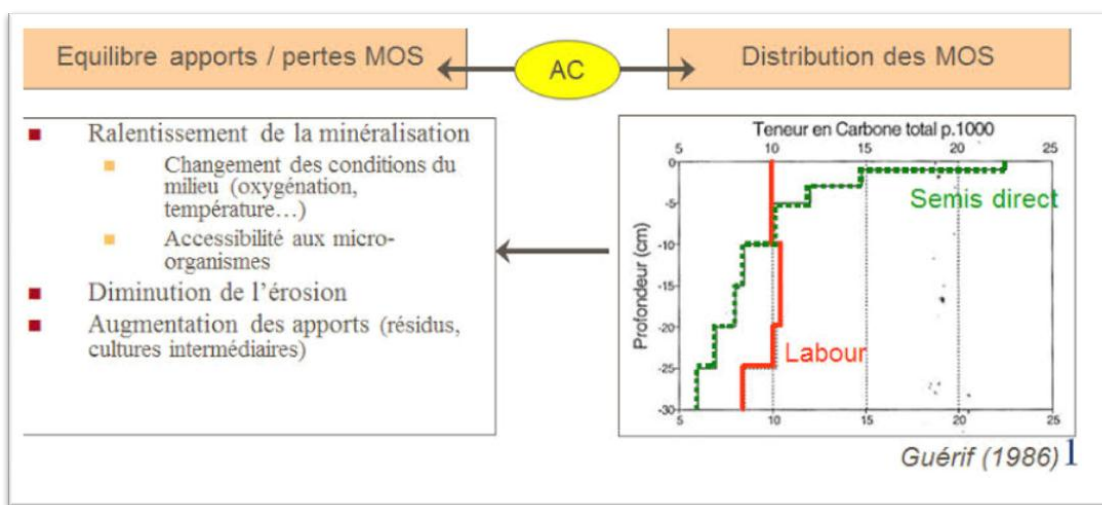 Equilibre apports / pertes MOS
AC
Distribution des MOS
Ralentissement de la minéralisation
Changement des conditions du
milieu (oxygénation,
température…)
Accessibilité aux micro-
organismes
Diminution de l'érosion
Augmentation des apports (résidus,
cultures intermédiaires)
Teneur en Carbone total p.1000
5 10 15 20 25
0
-5
-10
-15
-20
-25
-30
Profondeur (cm)
Semis direct
Labour
5 10 15 20 25
Guérif (1986) 1